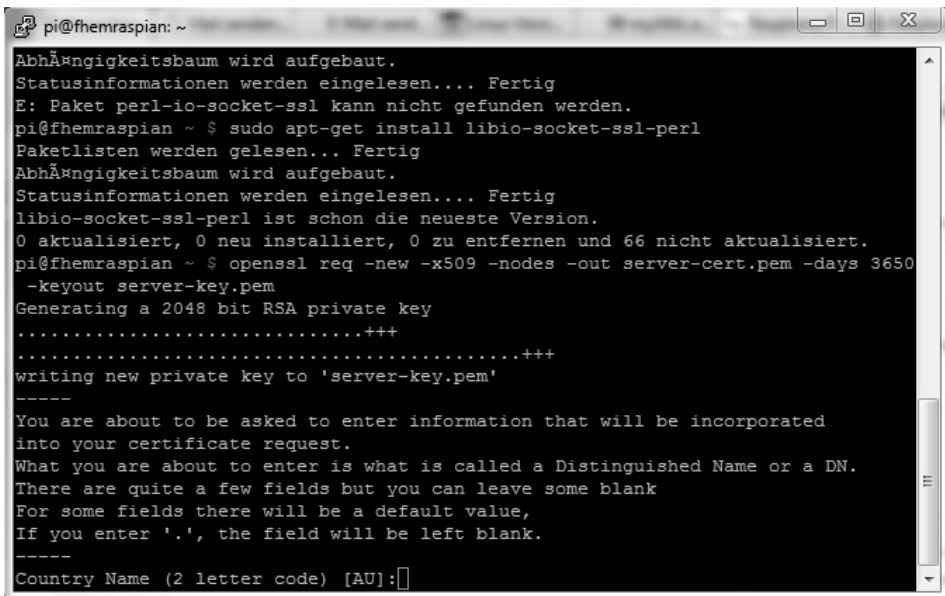 pi@fhemraspian: ~
AbhÃ¤ngigkeitsbaum wird aufgebaut.
Statusinformationen werden eingelesen.... Fertig
E: Paket perl-io-socket-ssl kann nicht gefunden werden.
pi@fhemraspian ~ $ sudo apt-get install libio-socket-ssl-perl
Paketlisten werden gelesen... Fertig
AbhÃ¤ngigkeitsbaum wird aufgebaut.
Statusinformationen werden eingelesen.... Fertig
libio-socket-ssl-perl ist schon die neueste Version.
0 aktualisiert, 0 neu installiert, 0 zu entfernen und 66 nicht aktualisiert.
pi@fhemraspian ~ $ openssl req -new -x509 -nodes -out server-cert.pem -days 3650
-keyout server-key.pem
Generating a 2048 bit RSA private key
...............................+++
.............................................+++
writing new private key to 'server-key.pem'
-----
You are about to be asked to enter information that will be incorporated
into your certificate request.
What you are about to enter is what is called a Distinguished Name or a DN.
There are quite a few fields but you can leave some blank
For some fields there will be a default value,
If you enter '.', the field will be left blank.
-----
Country Name (2 letter code) [AU]: